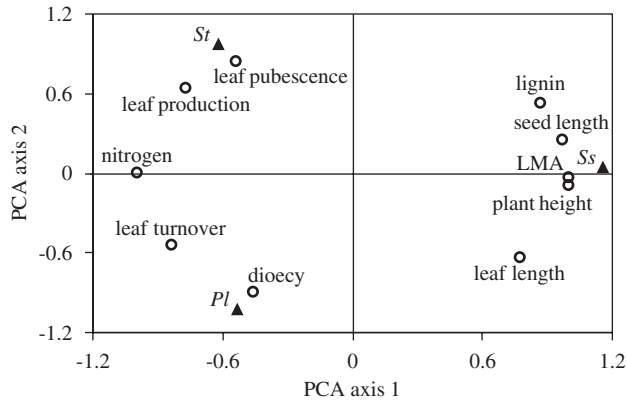 1.2
St
leaf pubescence
lignin
0.6
leaf production
seed length
nitrogen
LMA
Ss
0
plant height
leaf turnover
leaf length
-0.6
dioecy
Pl
-1.2
-1.2
-0.6
0
0.6
1.2
PCA axis 1
PCA axis 2